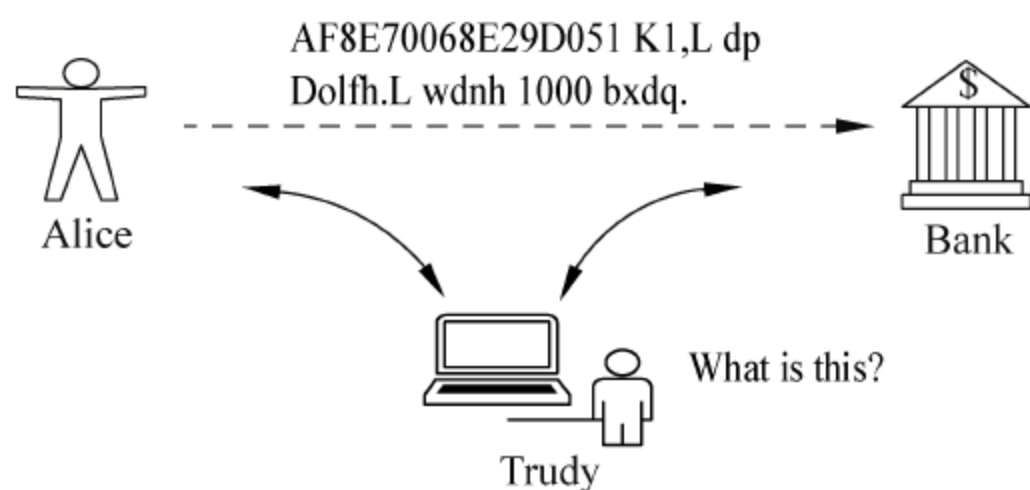 AF8E70068E29D051 K1,L dp
Dolfh.L wdnh 1000 bxdq.
$
Alice
Bank
What is this?
Trudy